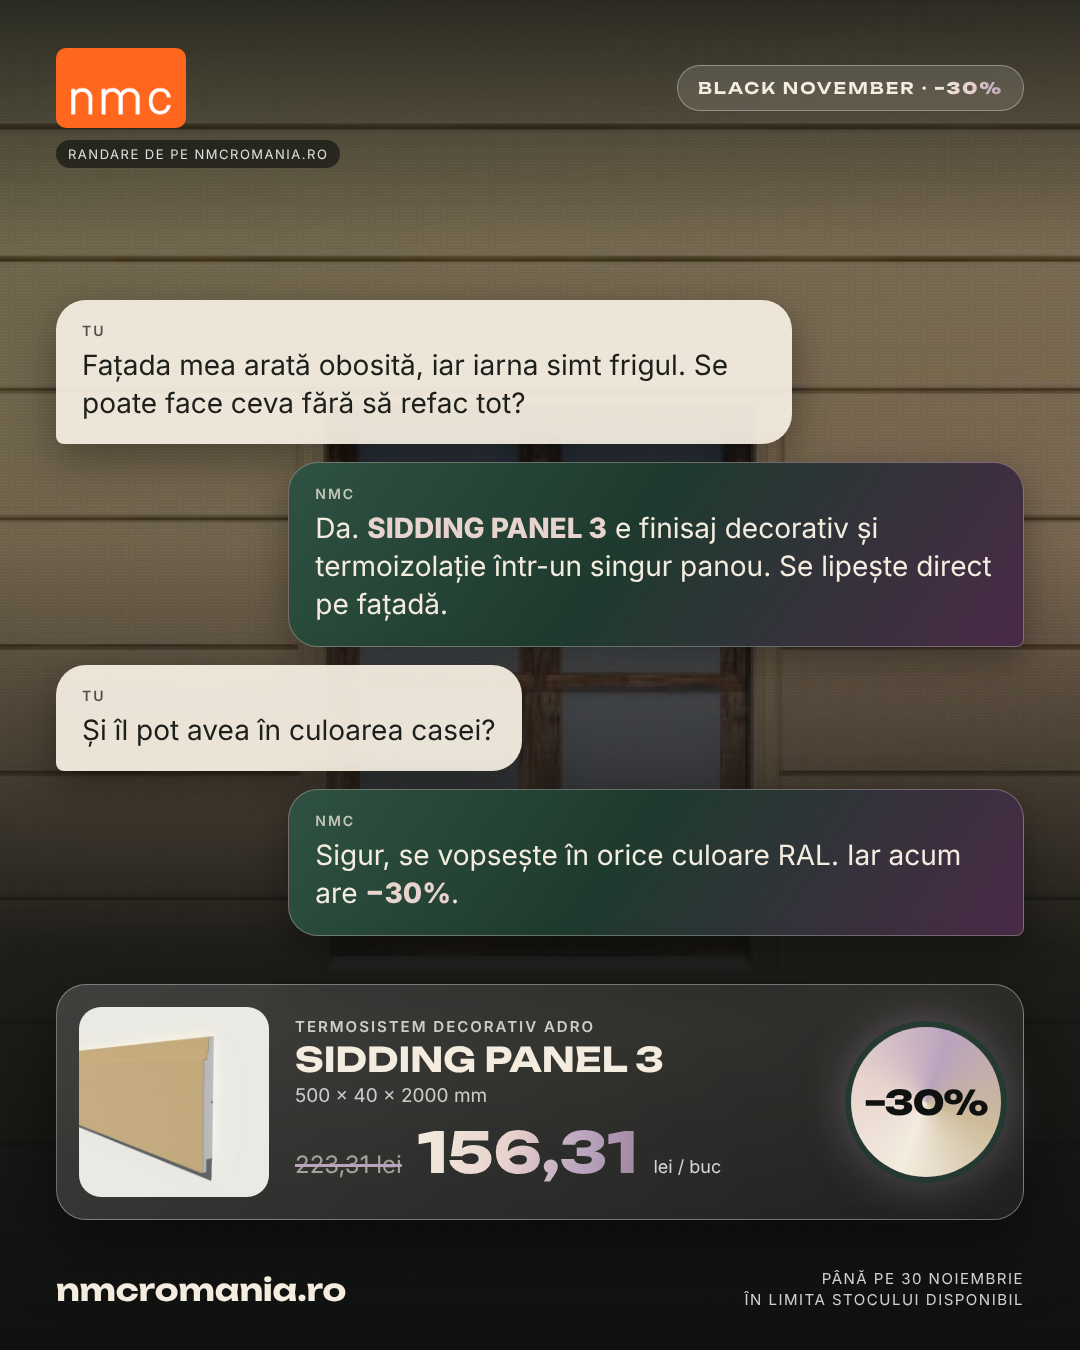 nmc
BLACK NOVEMBER · −30%
RANDARE DE PE NMCROMANIA.RO
TU
Fațada mea arată obosită, iar iarna simt frigul. Se
poate face ceva fără să refac tot?
NMC
Da. SIDDING PANEL 3 e finisaj decorativ și
termoizolație într-un singur panou. Se lipește direct
pe fațadă.
TU
Și îl pot avea în culoarea casei?
NMC
Sigur, se vopsește în orice culoare RAL. Iar acum
are −30%.
TERMOSISTEM DECORATIV ADRO
SIDDING PANEL 3
500 × 40 × 2000 mm
223,31 lei 156,31 lei / buc
−30%
nmcromania.ro
PÂNĂ PE 30 NOIEMBRIE
ÎN LIMITA STOCULUI DISPONIBIL